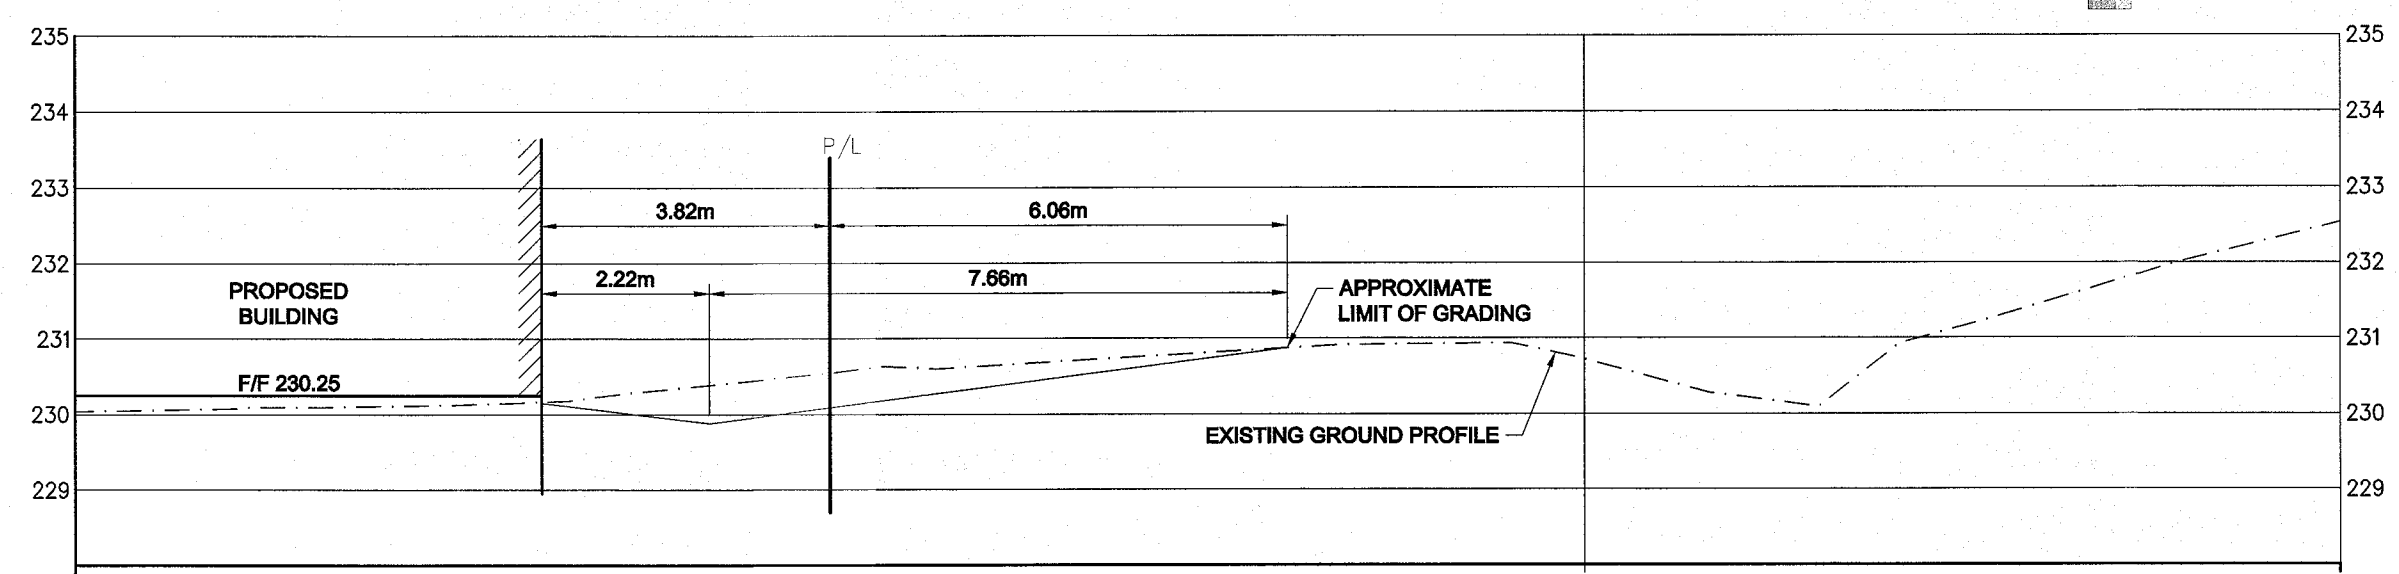 235
235
234
234
P/L
233
233
3.82m
6.06m
232
232
2.22m
7.66m
PROPOSED
BUILDING
APPROXIMATE
LIMIT OF GRADING
231
231
F/F 230.25
230
230
EXISTING GROUND PROFILE
229
229